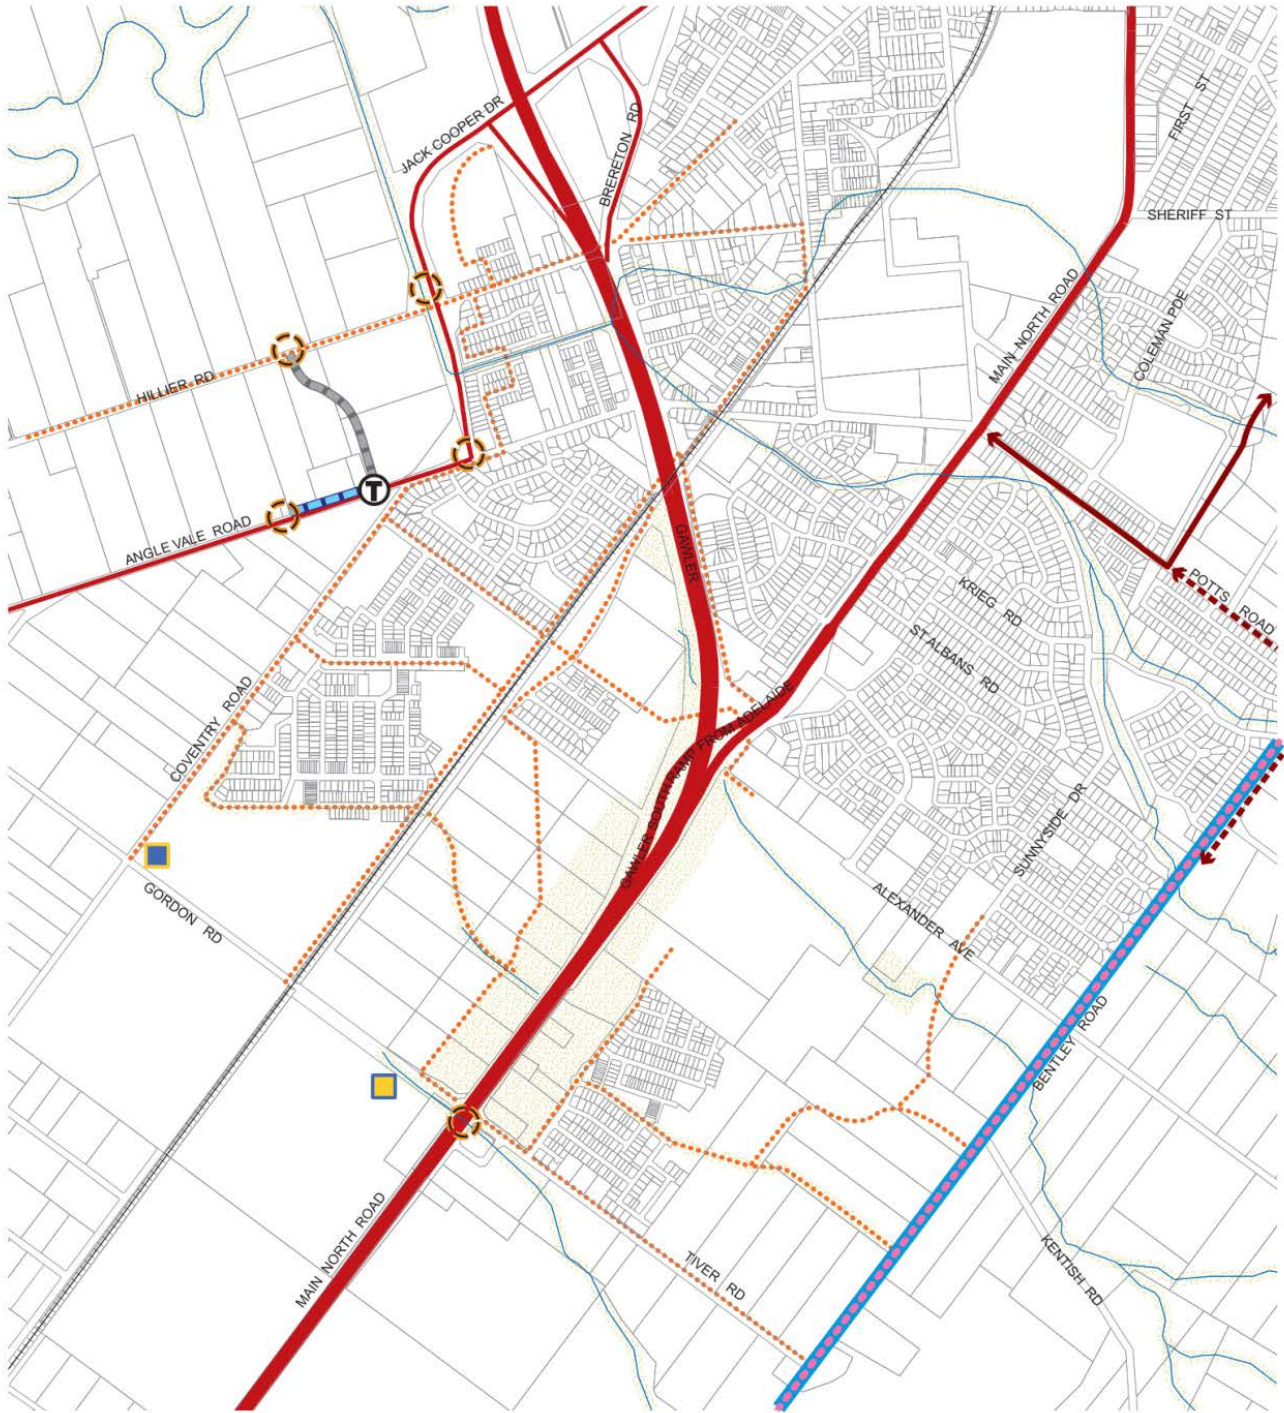 FIRST ST
JACK COOPER DR
BRERETON RD
SHERIFF ST
MAIN NORTH ROAD
COLEMAN PDE
HILLIER RD
T
ANGLE VALE ROAD
GAWLER
POTTS ROAD
KRIEG RD
ST ALBANS RD
COVENTRY ROAD
GAWLER SOUTH RAMP FROM ADELAIDE
SUNNYSIDE DR
GORDON RD
ALEXANDER AVE
BENTLEY ROAD
MAIN NORTH ROAD
TIVER RD
KENTISH RD